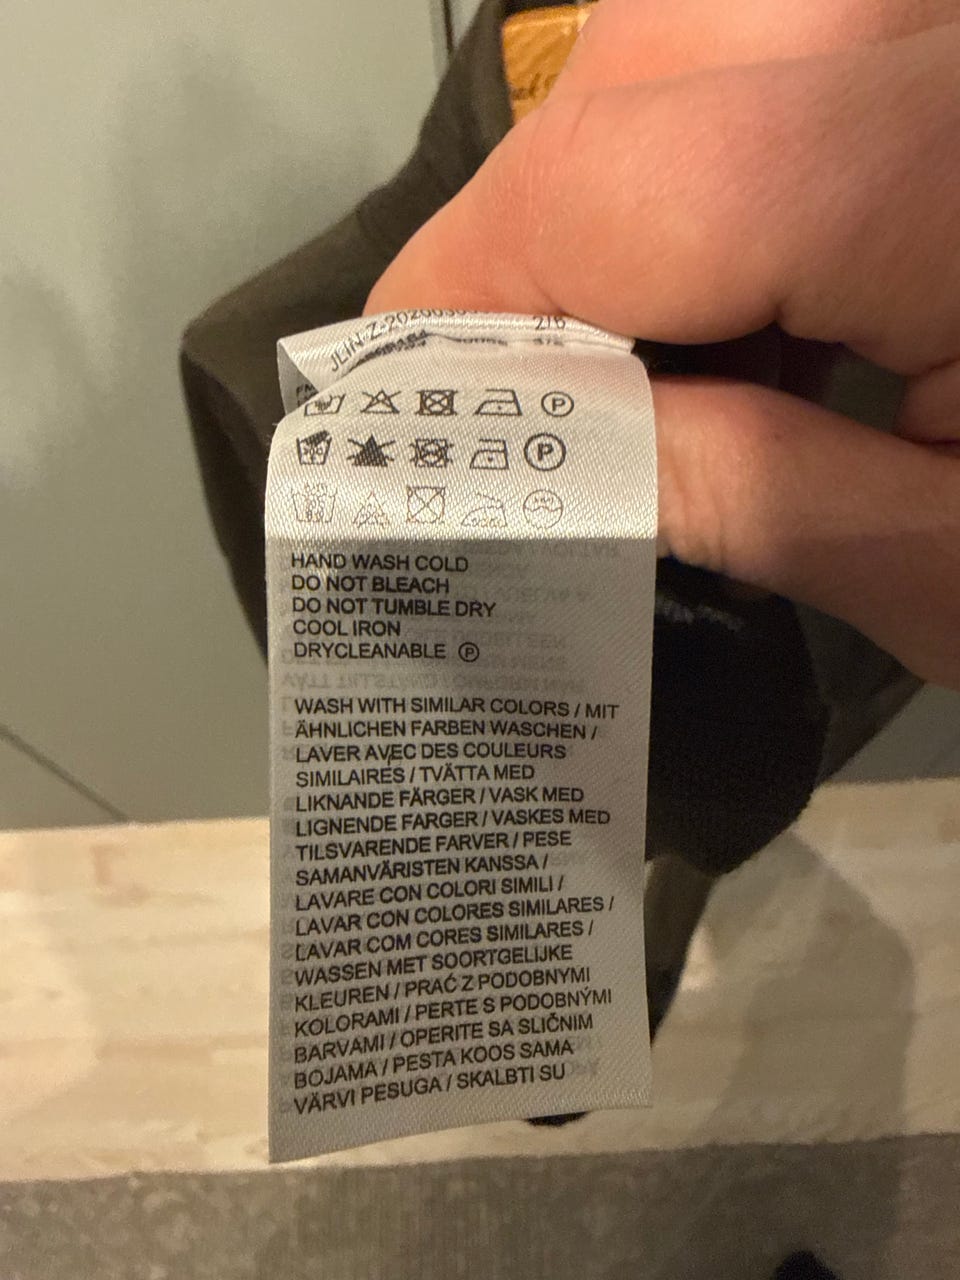 2/6
P
P
HAND WASH COLD
DO NOT BLEACH
DO NOT TUMBLE DRY
COOL IRON
DRYCLEANABLE Ⓟ
WASH WITH SIMILAR COLORS / MIT
ÄHNLICHEN FARBEN WASCHEN /
LAVER AVEC DES COULEURS
SIMILAIRES / TVÄTTA MED
LIKNANDE FÄRGER / VASK MED
LIGNENDE FARGER / VASKES MED
TILSVARENDE FARVER / PESE
SAMANVÄRISTEN KANSSA /
LAVARE CON COLORI SIMILI /
LAVAR CON COLORES SIMILARES /
LAVAR COM CORES SIMILARES /
WASSEN MET SOORTGELIJKE
KLEUREN / PRAĆ Z PODOBNYMI
KOLORAMI / PERTE S PODOBNÝMI
BARVAMI / OPERITE SA SLIČNIM
BOJAMA / PESTA KOOS SAMA
VÄRVI PESUGA / SKALBTI SU